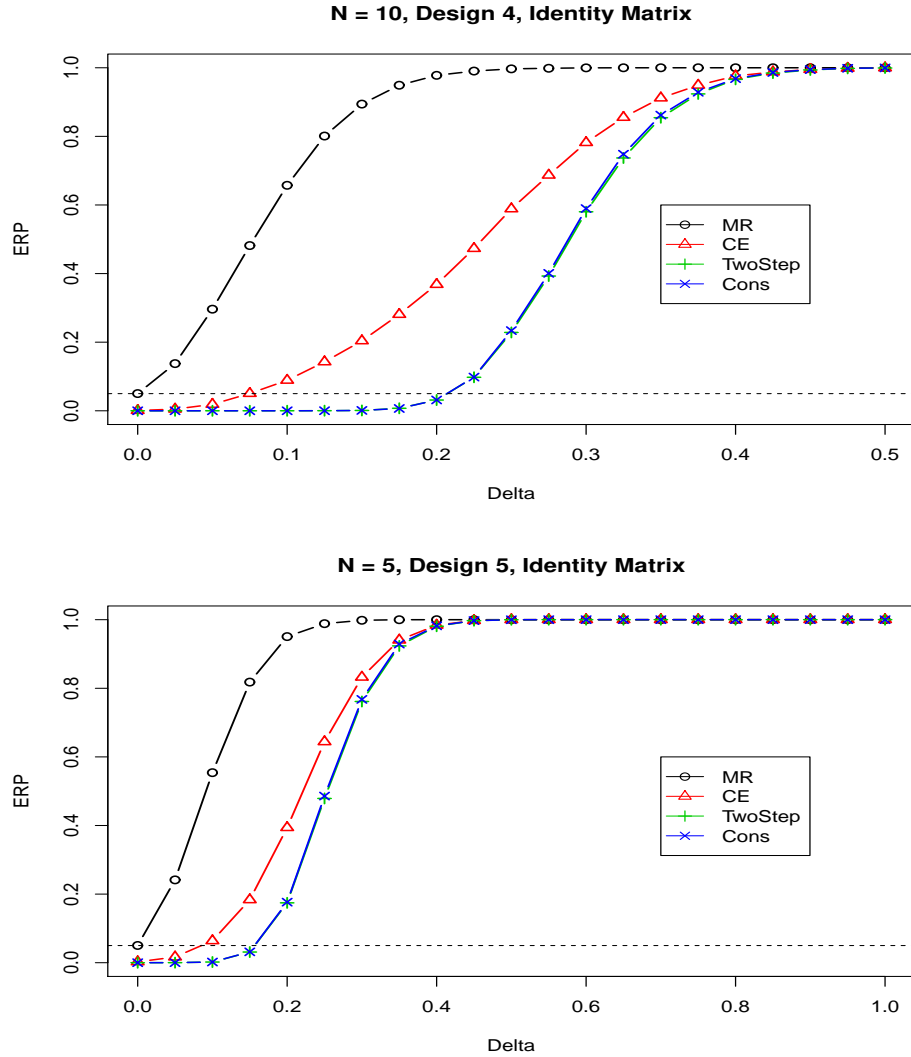 N = 10, Design 4, Identity Matrix
ERP
1.0
0.8
0.6
0.4
0.2
0.0
MR
CE
TwoStep
Cons
0.0 0.1 0.2 0.3 0.4 0.5
Delta
N = 5, Design 5, Identity Matrix
ERP
1.0
0.8
0.6
0.4
0.2
0.0
MR
CE
TwoStep
Cons
0.0 0.2 0.4 0.6 0.8 1.0
Delta